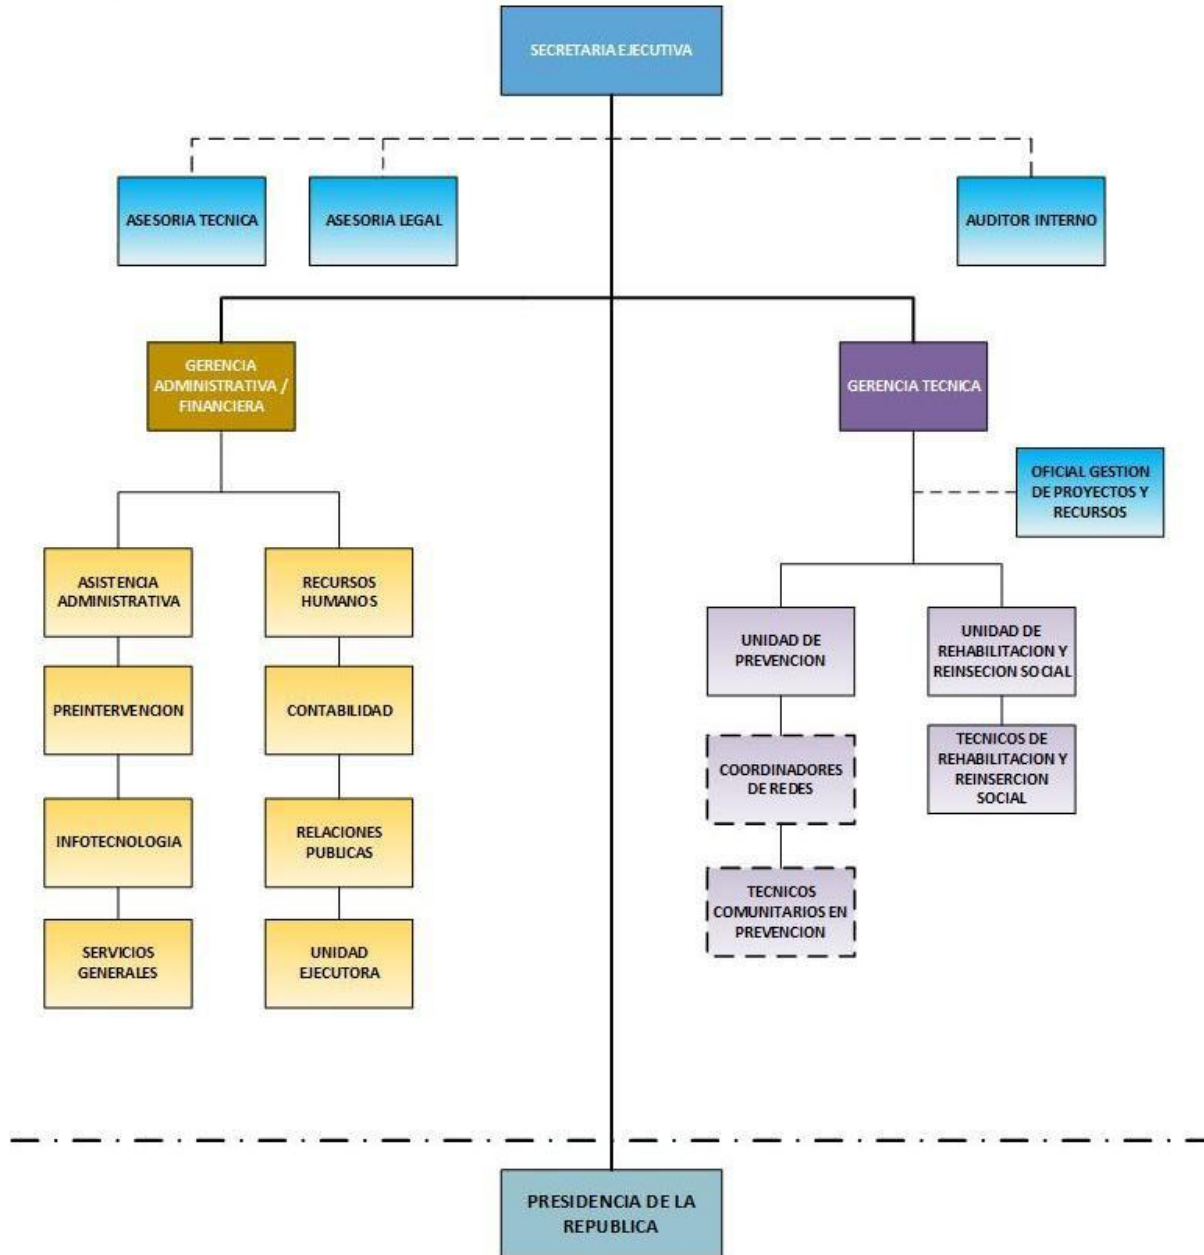 SECRETARIA EJECUTIVA
ASESORIA TECNICA
ASESORIA LEGAL
AUDITOR INTERNO
GERENCIA
ADMINISTRATIVA /
FINANCIERA
GERENCIA TECNICA
OFICIAL GESTION
DE PROYECTOS Y
RECURSOS
ASISTENCIA
ADMINISTRATIVA
RECURSOS
HUMANOS
UNIDAD DE
PREVENCION
UNIDAD DE
REHABILITACION Y
REINSECION SOCIAL
PREINTERVENCION
CONTABILIDAD
COORDINADORES
DE REDES
TECNICOS DE
REHABILITACION Y
REINSERCION
SOCIAL
INFOTECNOLOGIA
RELACIONES
PUBLICAS
TECNICOS
COMUNITARIOS EN
PREVENCION
SERVICIOS
GENERALES
UNIDAD
EJECUTORA
PRESIDENCIA DE LA
REPUBLICA